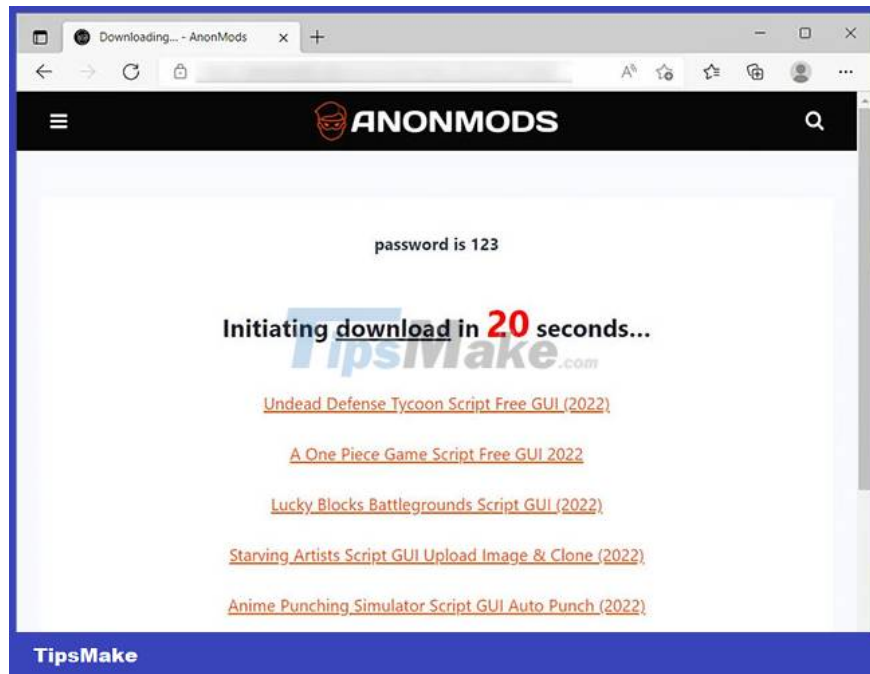 Downloading... - AnonMods
ANONMODS
password is 123
Initiating download in 20 seconds...
TipsMake.com
Undead Defense Tycoon Script Free GUI (2022)
A One Piece Game Script Free GUI 2022
Lucky Blocks Battlegrounds Script GUI (2022)
Starving Artists Script GUI Upload Image & Clone (2022)
Anime Punching Simulator Script GUI Auto Punch (2022)
TipsMake